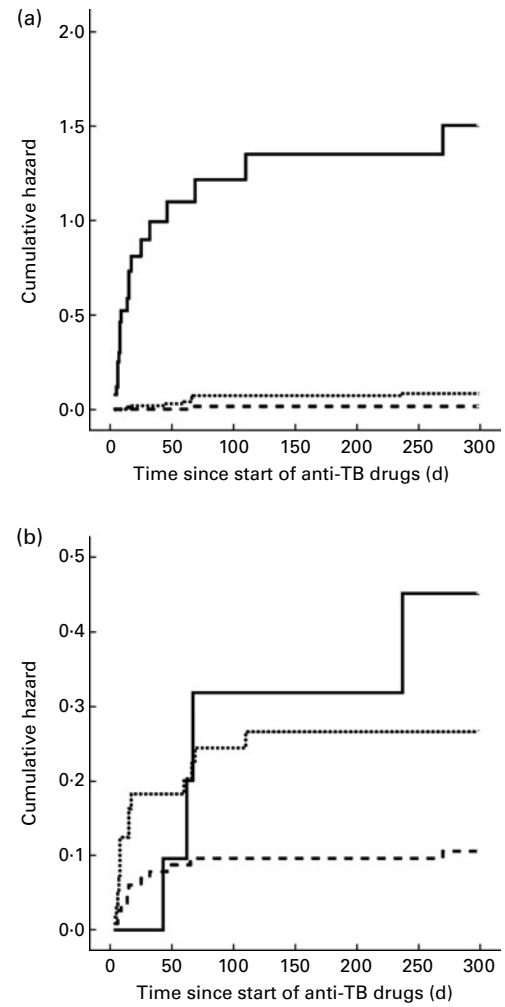 (a)
2·0
1·5
1·0
0·5
0·0
Cumulative hazard
0 50 100 150 200 250 300
Time since start of anti-TB drugs (d)
(b)
0·5
0·4
0·3
0·2
0·1
0·0
Cumulative hazard
0 50 100 150 200 250 300
Time since start of anti-TB drugs (d)